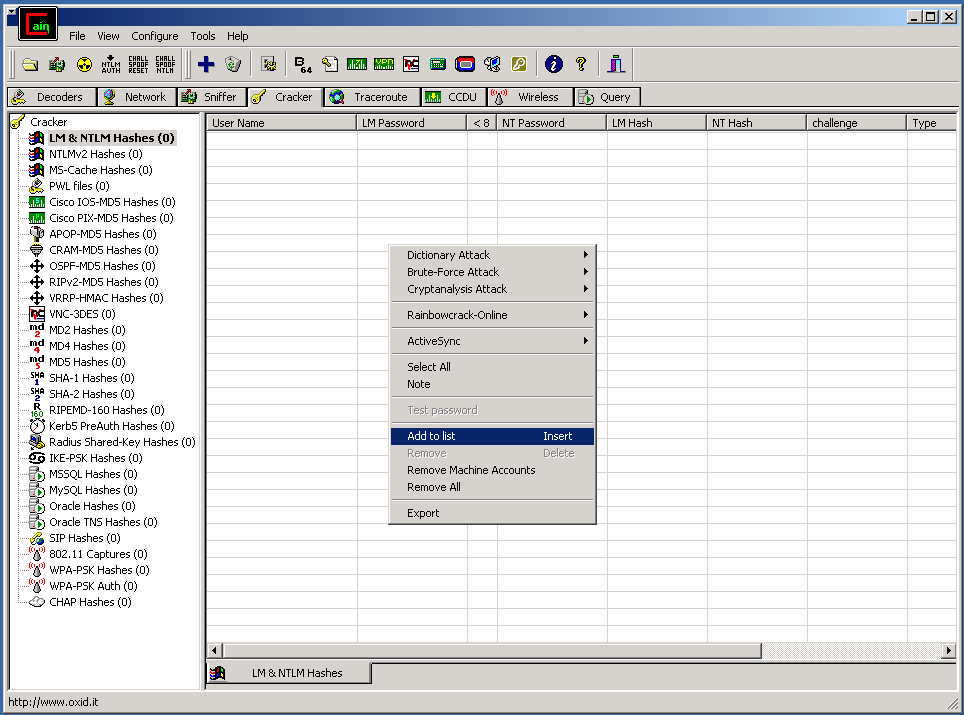 Cain
File View Configure Tools Help
NTLM AUTH CHALL SPOOF RESET CHALL SPOOF NTLM B64
Decoders Network Sniffer Cracker Traceroute CCDU Wireless Query
Cracker
LM & NTLM Hashes (0)
NTLMv2 Hashes (0)
MS-Cache Hashes (0)
PWL files (0)
Cisco IOS-MD5 Hashes (0)
Cisco PIX-MD5 Hashes (0)
APOP-MD5 Hashes (0)
CRAM-MD5 Hashes (0)
OSPF-MD5 Hashes (0)
RIPv2-MD5 Hashes (0)
VRRP-HMAC Hashes (0)
VNC-3DES (0)
MD2 Hashes (0)
MD4 Hashes (0)
MD5 Hashes (0)
SHA-1 Hashes (0)
SHA-2 Hashes (0)
RIPEMD-160 Hashes (0)
Kerb5 PreAuth Hashes (0)
Radius Shared-Key Hashes (0)
IKE-PSK Hashes (0)
MSSQL Hashes (0)
MySQL Hashes (0)
Oracle Hashes (0)
Oracle TNS Hashes (0)
SIP Hashes (0)
802.11 Captures (0)
WPA-PSK Hashes (0)
WPA-PSK Auth (0)
CHAP Hashes (0)
User Name LM Password < 8 NT Password LM Hash NT Hash challenge Type
Dictionary Attack
Brute-Force Attack
Cryptanalysis Attack
Rainbowcrack-Online
ActiveSync
Select All
Note
Test password
Add to list Insert
Remove Delete
Remove Machine Accounts
Remove All
Export
LM & NTLM Hashes
http://www.oxid.it